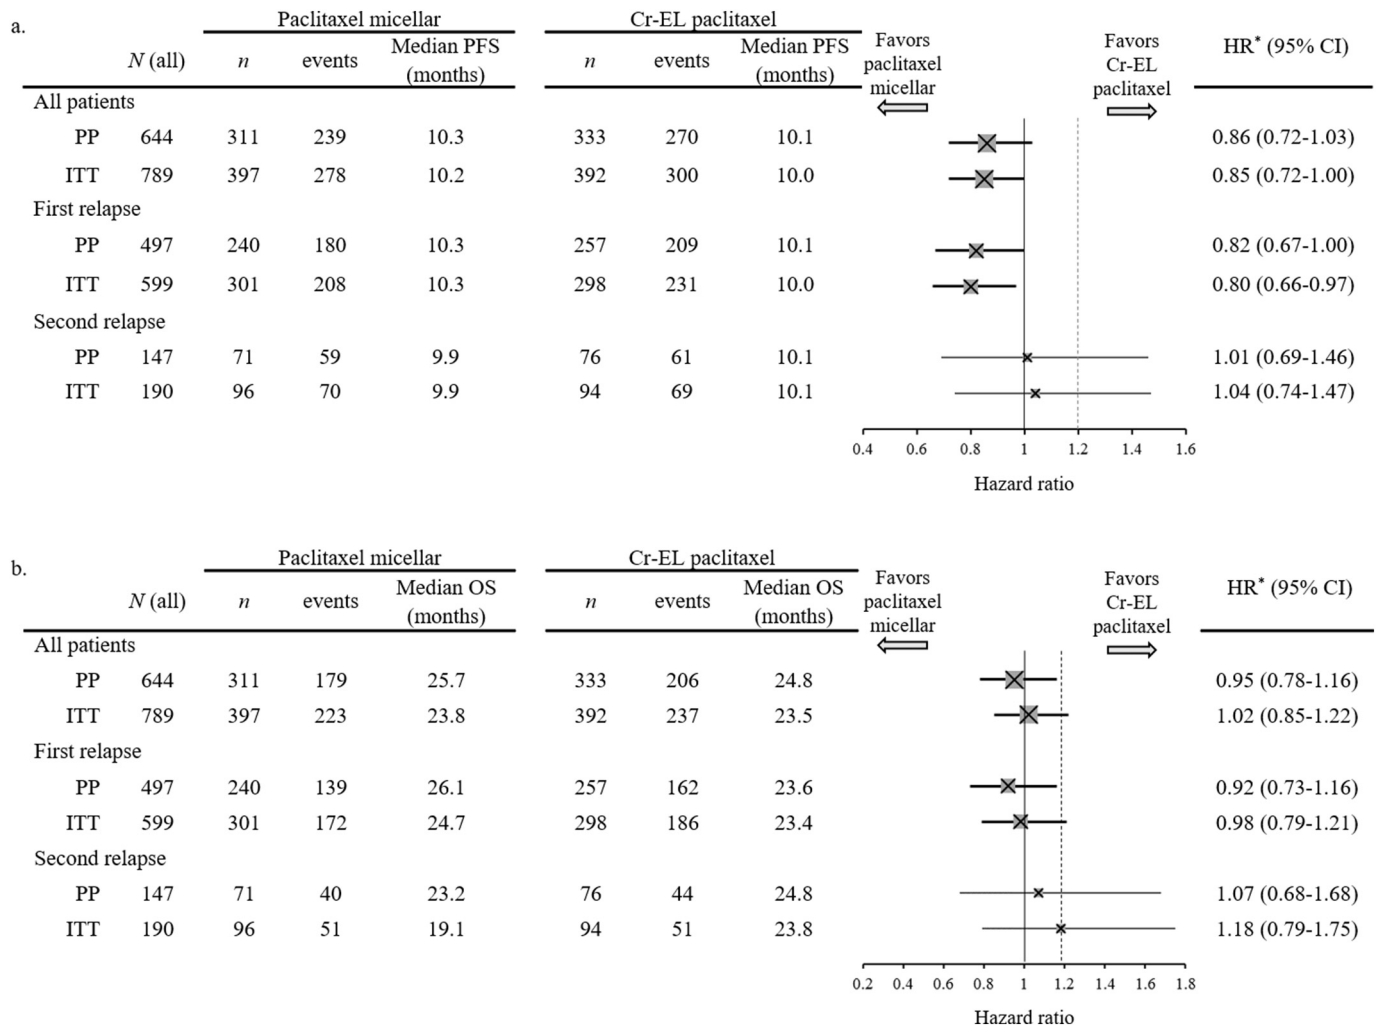 a.
Paclitaxel micellar Cr-EL paclitaxel
N (all) n events Median PFS (months) n events Median PFS (months) Favors paclitaxel micellar Favors Cr-EL paclitaxel HR* (95% CI)
All patients
PP 644 311 239 10.3 333 270 10.1 0.86 (0.72-1.03)
ITT 789 397 278 10.2 392 300 10.0 0.85 (0.72-1.00)
First relapse
PP 497 240 180 10.3 257 209 10.1 0.82 (0.67-1.00)
ITT 599 301 208 10.3 298 231 10.0 0.80 (0.66-0.97)
Second relapse
PP 147 71 59 9.9 76 61 10.1 1.01 (0.69-1.46)
ITT 190 96 70 9.9 94 69 10.1 1.04 (0.74-1.47)
0.4 0.6 0.8 1 1.2 1.4 1.6
Hazard ratio
b.
Paclitaxel micellar Cr-EL paclitaxel
N (all) n events Median OS (months) n events Median OS (months) Favors paclitaxel micellar Favors Cr-EL paclitaxel HR* (95% CI)
All patients
PP 644 311 179 25.7 333 206 24.8 0.95 (0.78-1.16)
ITT 789 397 223 23.8 392 237 23.5 1.02 (0.85-1.22)
First relapse
PP 497 240 139 26.1 257 162 23.6 0.92 (0.73-1.16)
ITT 599 301 172 24.7 298 186 23.4 0.98 (0.79-1.21)
Second relapse
PP 147 71 40 23.2 76 44 24.8 1.07 (0.68-1.68)
ITT 190 96 51 19.1 94 51 23.8 1.18 (0.79-1.75)
0.2 0.4 0.6 0.8 1 1.2 1.4 1.6 1.8
Hazard ratio